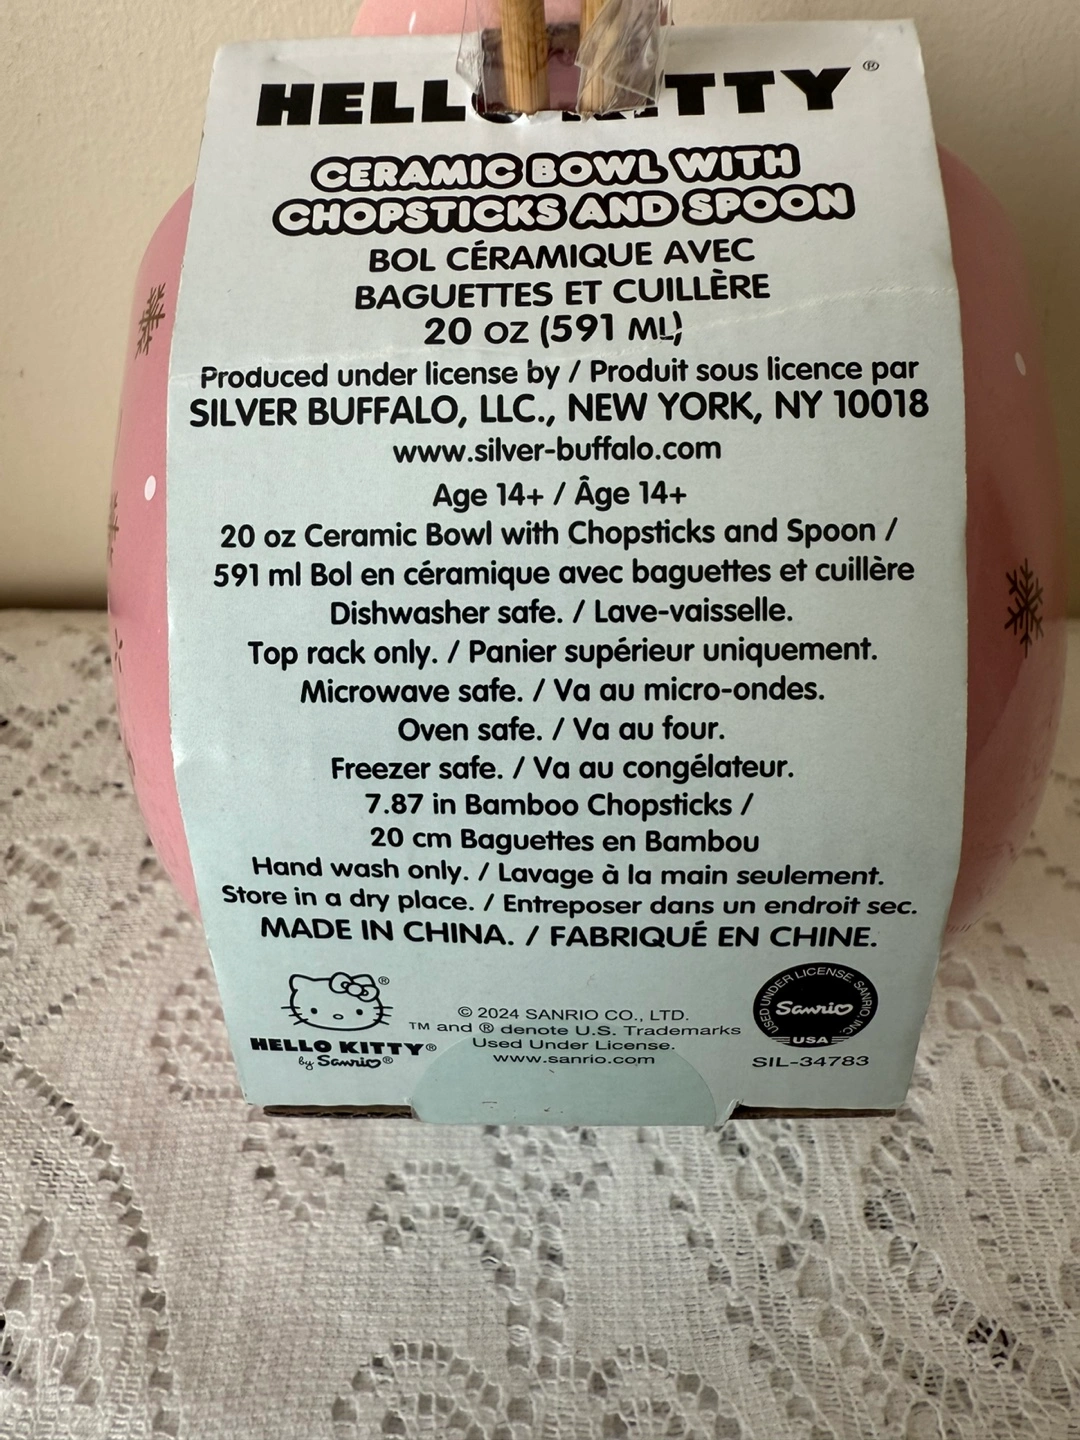 HELLO KITTY®
CERAMIC BOWL WITH
CHOPSTICKS AND SPOON
BOL CÉRAMIQUE AVEC
BAGUETTES ET CUILLÈRE
20 OZ (591 ML)
Produced under license by / Produit sous licence par
SILVER BUFFALO, LLC., NEW YORK, NY 10018
www.silver-buffalo.com
Age 14+ / Âge 14+
20 oz Ceramic Bowl with Chopsticks and Spoon /
591 ml Bol en céramique avec baguettes et cuillère
Dishwasher safe. / Lave-vaisselle.
Top rack only. / Panier supérieur uniquement.
Microwave safe. / Va au micro-ondes.
Oven safe. / Va au four.
Freezer safe. / Va au congélateur.
7.87 in Bamboo Chopsticks /
20 cm Baguettes en Bambou
Hand wash only. / Lavage à la main seulement.
Store in a dry place. / Entreposer dans un endroit sec.
MADE IN CHINA. / FABRIQUÉ EN CHINE.
®
HELLO KITTY®
by Sanrio®
© 2024 SANRIO CO., LTD.
™ and ® denote U.S. Trademarks
Used Under License.
www.sanrio.com
USED UNDER LICENSE, SANRIO INC.
Sanrio
USA
SIL-34783